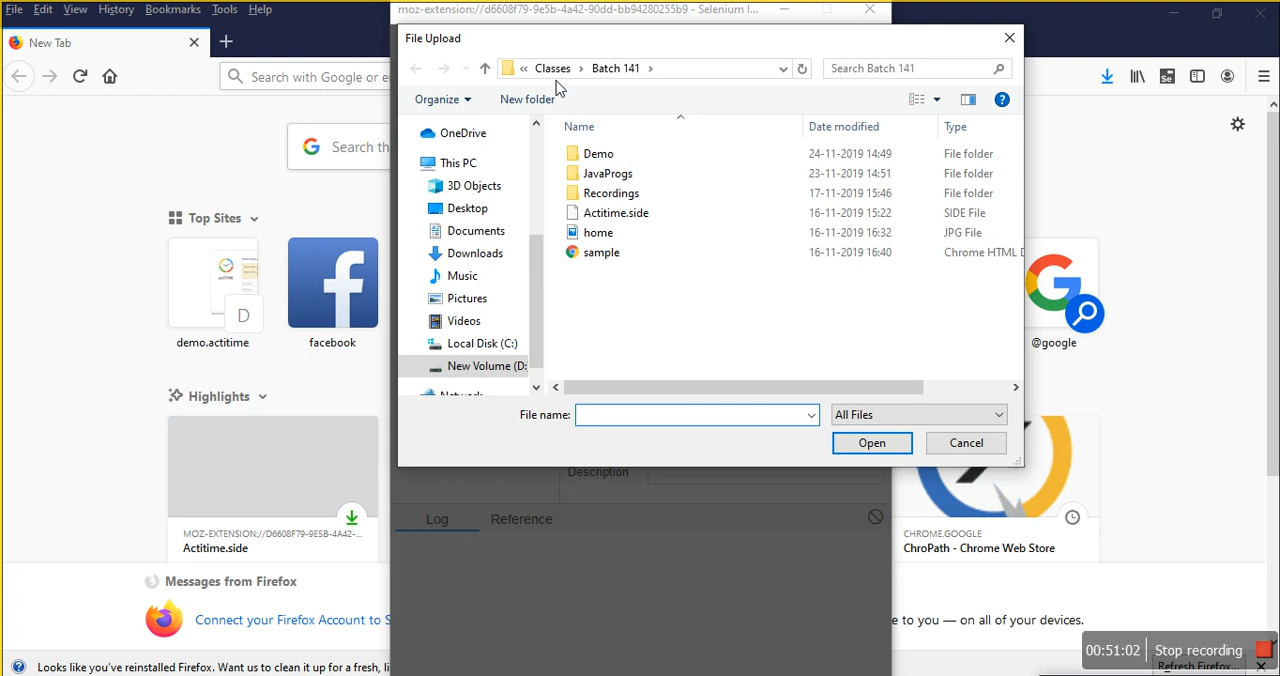 File Edit View History Bookmarks Tools Help
moz-extension://d6608f79-9e5b-4a42-90dd-bb94280255b9 - Selenium I...
New Tab
Search with Google or e
File Upload
« Classes › Batch 141 ›
Search Batch 141
Organize
New folder
OneDrive
This PC
3D Objects
Desktop
Documents
Downloads
Music
Pictures
Videos
Local Disk (C:)
New Volume (D:
Network
Name Date modified Type
Demo 24-11-2019 14:49 File folder
JavaProgs 23-11-2019 14:51 File folder
Recordings 17-11-2019 15:46 File folder
Actitime.side 16-11-2019 15:22 SIDE File
home 16-11-2019 16:32 JPG File
sample 16-11-2019 16:40 Chrome HTML D
File name:
All Files
Open
Cancel
Search th
Top Sites
D
demo.actitime
facebook
@google
Highlights
MOZ-EXTENSION://D6608F79-9E5B-4A42-...
Actitime.side
Description
Log
Reference
CHROME.GOOGLE
ChroPath - Chrome Web Store
Messages from Firefox
Connect your Firefox Account to S
e to you — on all of your devices.
Looks like you've reinstalled Firefox. Want us to clean it up for a fresh, li
00:51:02 Stop recording
Refresh Firefox...